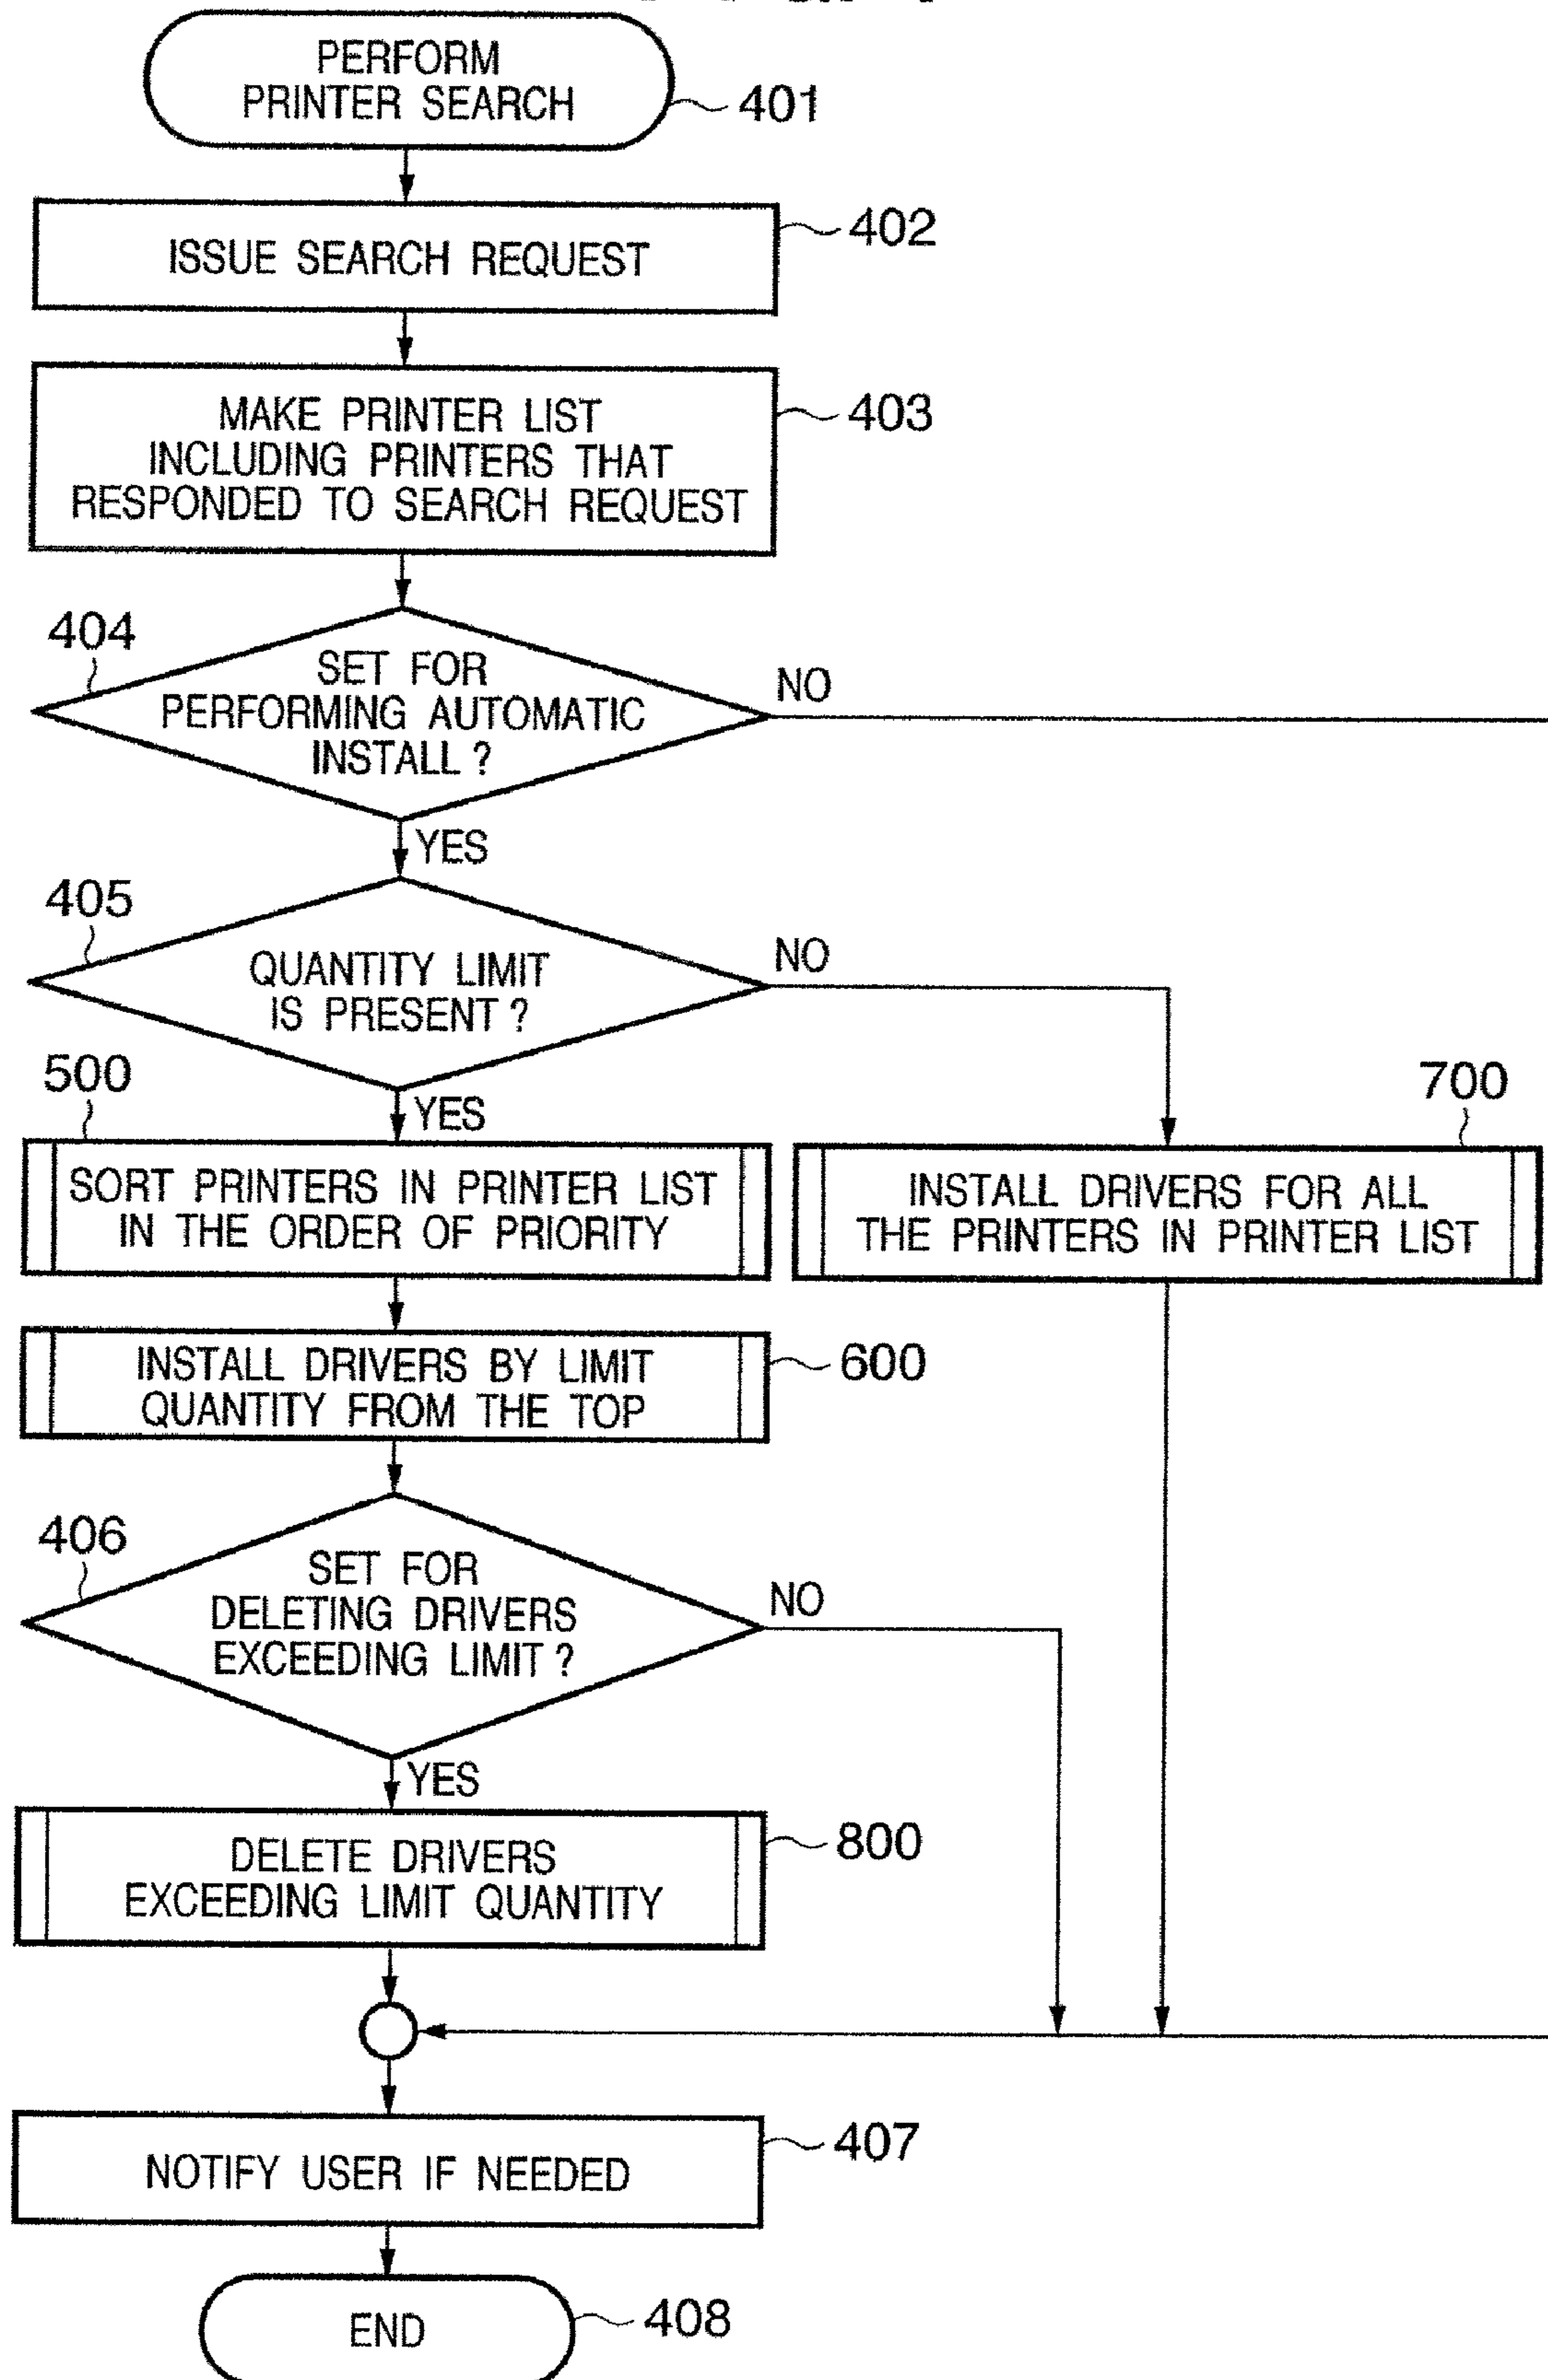 PERFORM
PRINTER SEARCH
401
ISSUE SEARCH REQUEST
402
MAKE PRINTER LIST
INCLUDING PRINTERS THAT
RESPONDED TO SEARCH REQUEST
403
404
SET FOR
PERFORMING AUTOMATIC
INSTALL ?
NO
YES
405
QUANTITY LIMIT
IS PRESENT ?
NO
YES
500
SORT PRINTERS IN PRINTER LIST
IN THE ORDER OF PRIORITY
700
INSTALL DRIVERS FOR ALL
THE PRINTERS IN PRINTER LIST
INSTALL DRIVERS BY LIMIT
QUANTITY FROM THE TOP
600
406
SET FOR
DELETING DRIVERS
EXCEEDING LIMIT ?
NO
YES
DELETE DRIVERS
EXCEEDING LIMIT QUANTITY
800
NOTIFY USER IF NEEDED
407
END
408